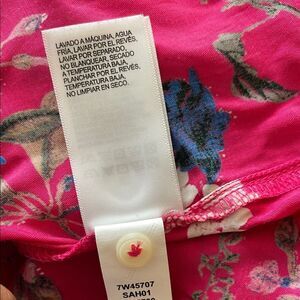 LAVADO A MÁQUINA, AGUA
FRÍA, LAVAR POR EL REVÉS,
LAVAR POR SEPARADO,
NO BLANQUEAR, SECADO
A TEMPERATURA BAJA,
PLANCHAR POR EL REVÉS,
A TEMPERATURA BAJA,
NO LIMPIAR EN SECO.
7W45707
SAH01